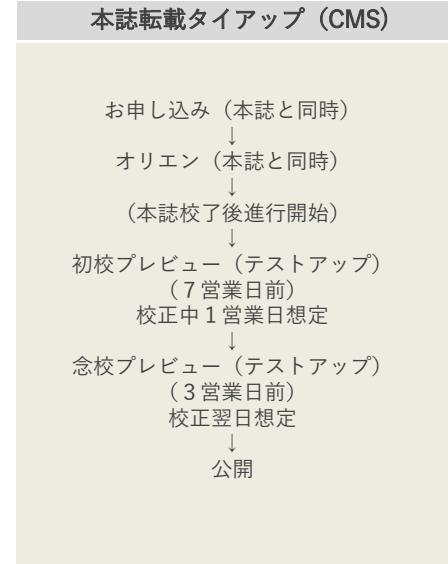 本誌転載タイアップ（CMS）
お申し込み（本誌と同時）
↓
オリエン（本誌と同時）
↓
（本誌校了後進行開始）
↓
初校プレビュー（テストアップ）
（７営業日前）
校正中１営業日想定
↓
念校プレビュー（テストアップ）
（３営業日前）
校正翌日想定
↓
公開